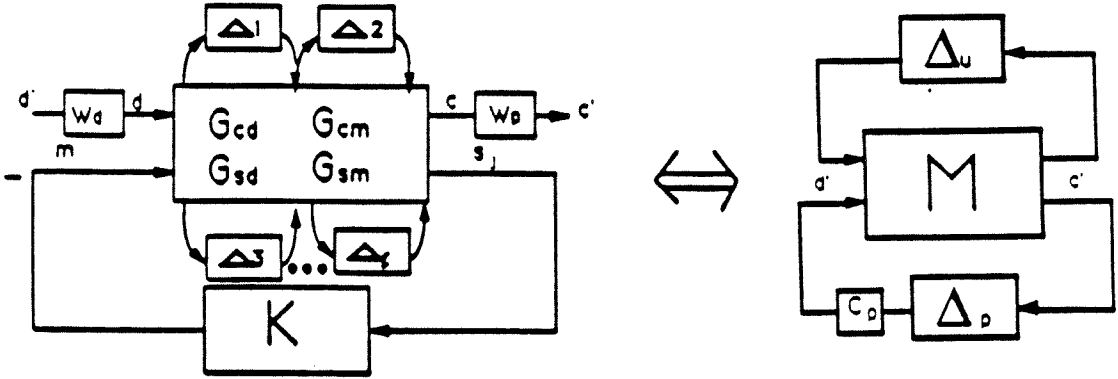 Δ1 Δ2
d' Wd d
Gcd Gcm
c Wp c'
m
Gsd Gsm
s
Δ3 ... Δ
K
Δu
M
d' c'
Cp Δp